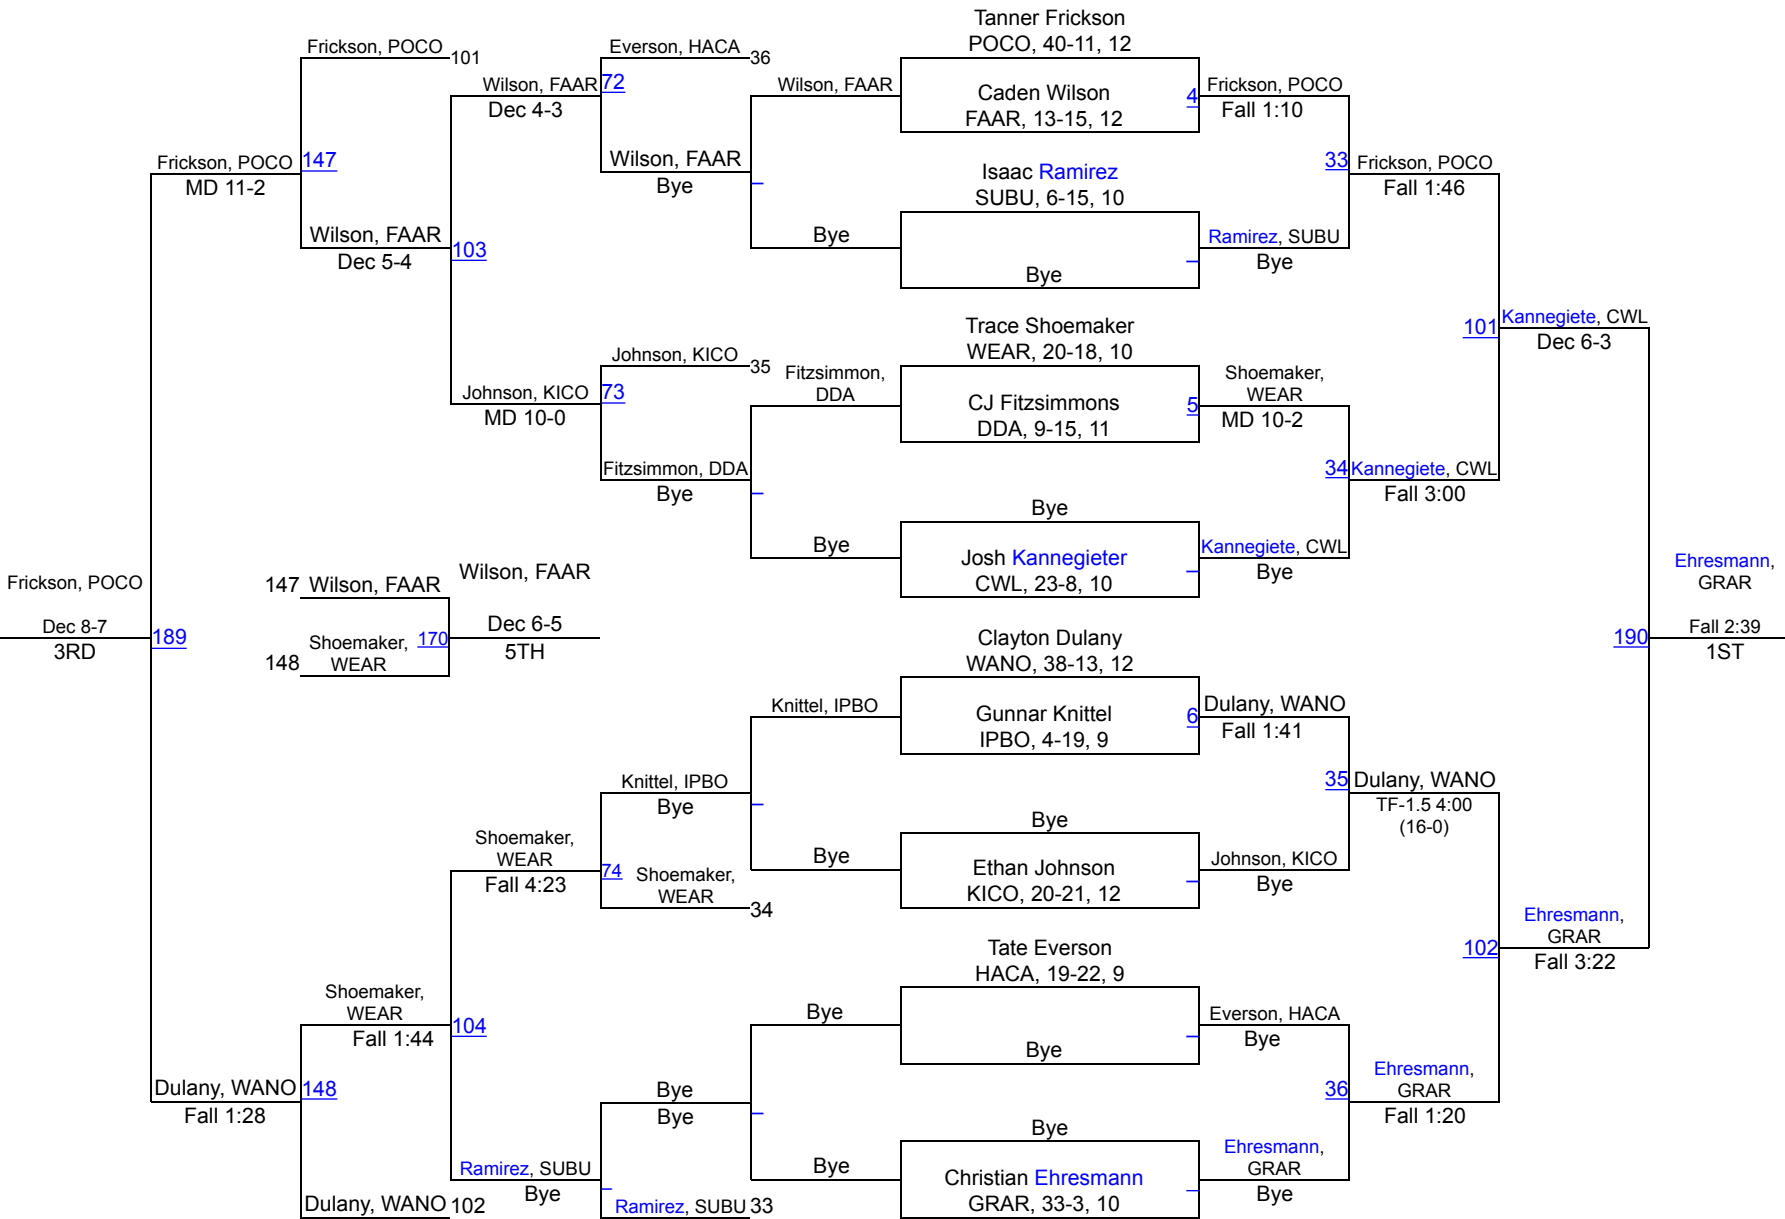 Tanner Frickson
POCO, 40-11, 12
Frickson, POCO
101
Everson, HACA
36
Wilson, FAAR
72
Dec 4-3
Wilson, FAAR
Caden Wilson
FAAR, 13-15, 12
4
Frickson, POCO
Fall 1:10
Frickson, POCO
147
MD 11-2
Wilson, FAAR
Bye
Isaac Ramirez
SUBU, 6-15, 10
33
Frickson, POCO
Fall 1:46
Wilson, FAAR
Dec 5-4
103
Bye
Bye
Ramirez, SUBU
Bye
Trace Shoemaker
WEAR, 20-18, 10
101
Kannegiete, CWL
Dec 6-3
Johnson, KICO
35
Johnson, KICO
73
MD 10-0
Fitzsimmon,
DDA
CJ Fitzsimmons
DDA, 9-15, 11
5
Shoemaker,
WEAR
MD 10-2
Fitzsimmon, DDA
Bye
34
Kannegiete, CWL
Fall 3:00
Bye
Bye
Josh Kannegieter
CWL, 23-8, 10
Kannegiete, CWL
Bye
Frickson, POCO
Dec 8-7
3RD
189
147
Wilson, FAAR
Wilson, FAAR
148
Shoemaker,
WEAR
170
Dec 6-5
5TH
Ehresmann,
GRAR
190
Fall 2:39
1ST
Clayton Dulany
WANO, 38-13, 12
Knittel, IPBO
Gunnar Knittel
IPBO, 4-19, 9
6
Dulany, WANO
Fall 1:41
Knittel, IPBO
Bye
35
Dulany, WANO
TF-1.5 4:00
(16-0)
Shoemaker,
WEAR
Fall 4:23
74
Shoemaker,
WEAR
34
Bye
Bye
Ethan Johnson
KICO, 20-21, 12
Johnson, KICO
Bye
Tate Everson
HACA, 19-22, 9
102
Ehresmann,
GRAR
Fall 3:22
Shoemaker,
WEAR
Fall 1:44
104
Bye
Bye
Everson, HACA
Bye
Dulany, WANO
148
Fall 1:28
Bye
Bye
36
Ehresmann,
GRAR
Fall 1:20
Bye
Bye
Christian Ehresmann
GRAR, 33-3, 10
Ehresmann,
GRAR
Bye
Ramirez, SUBU
Bye
Dulany, WANO
102
Ramirez, SUBU
33